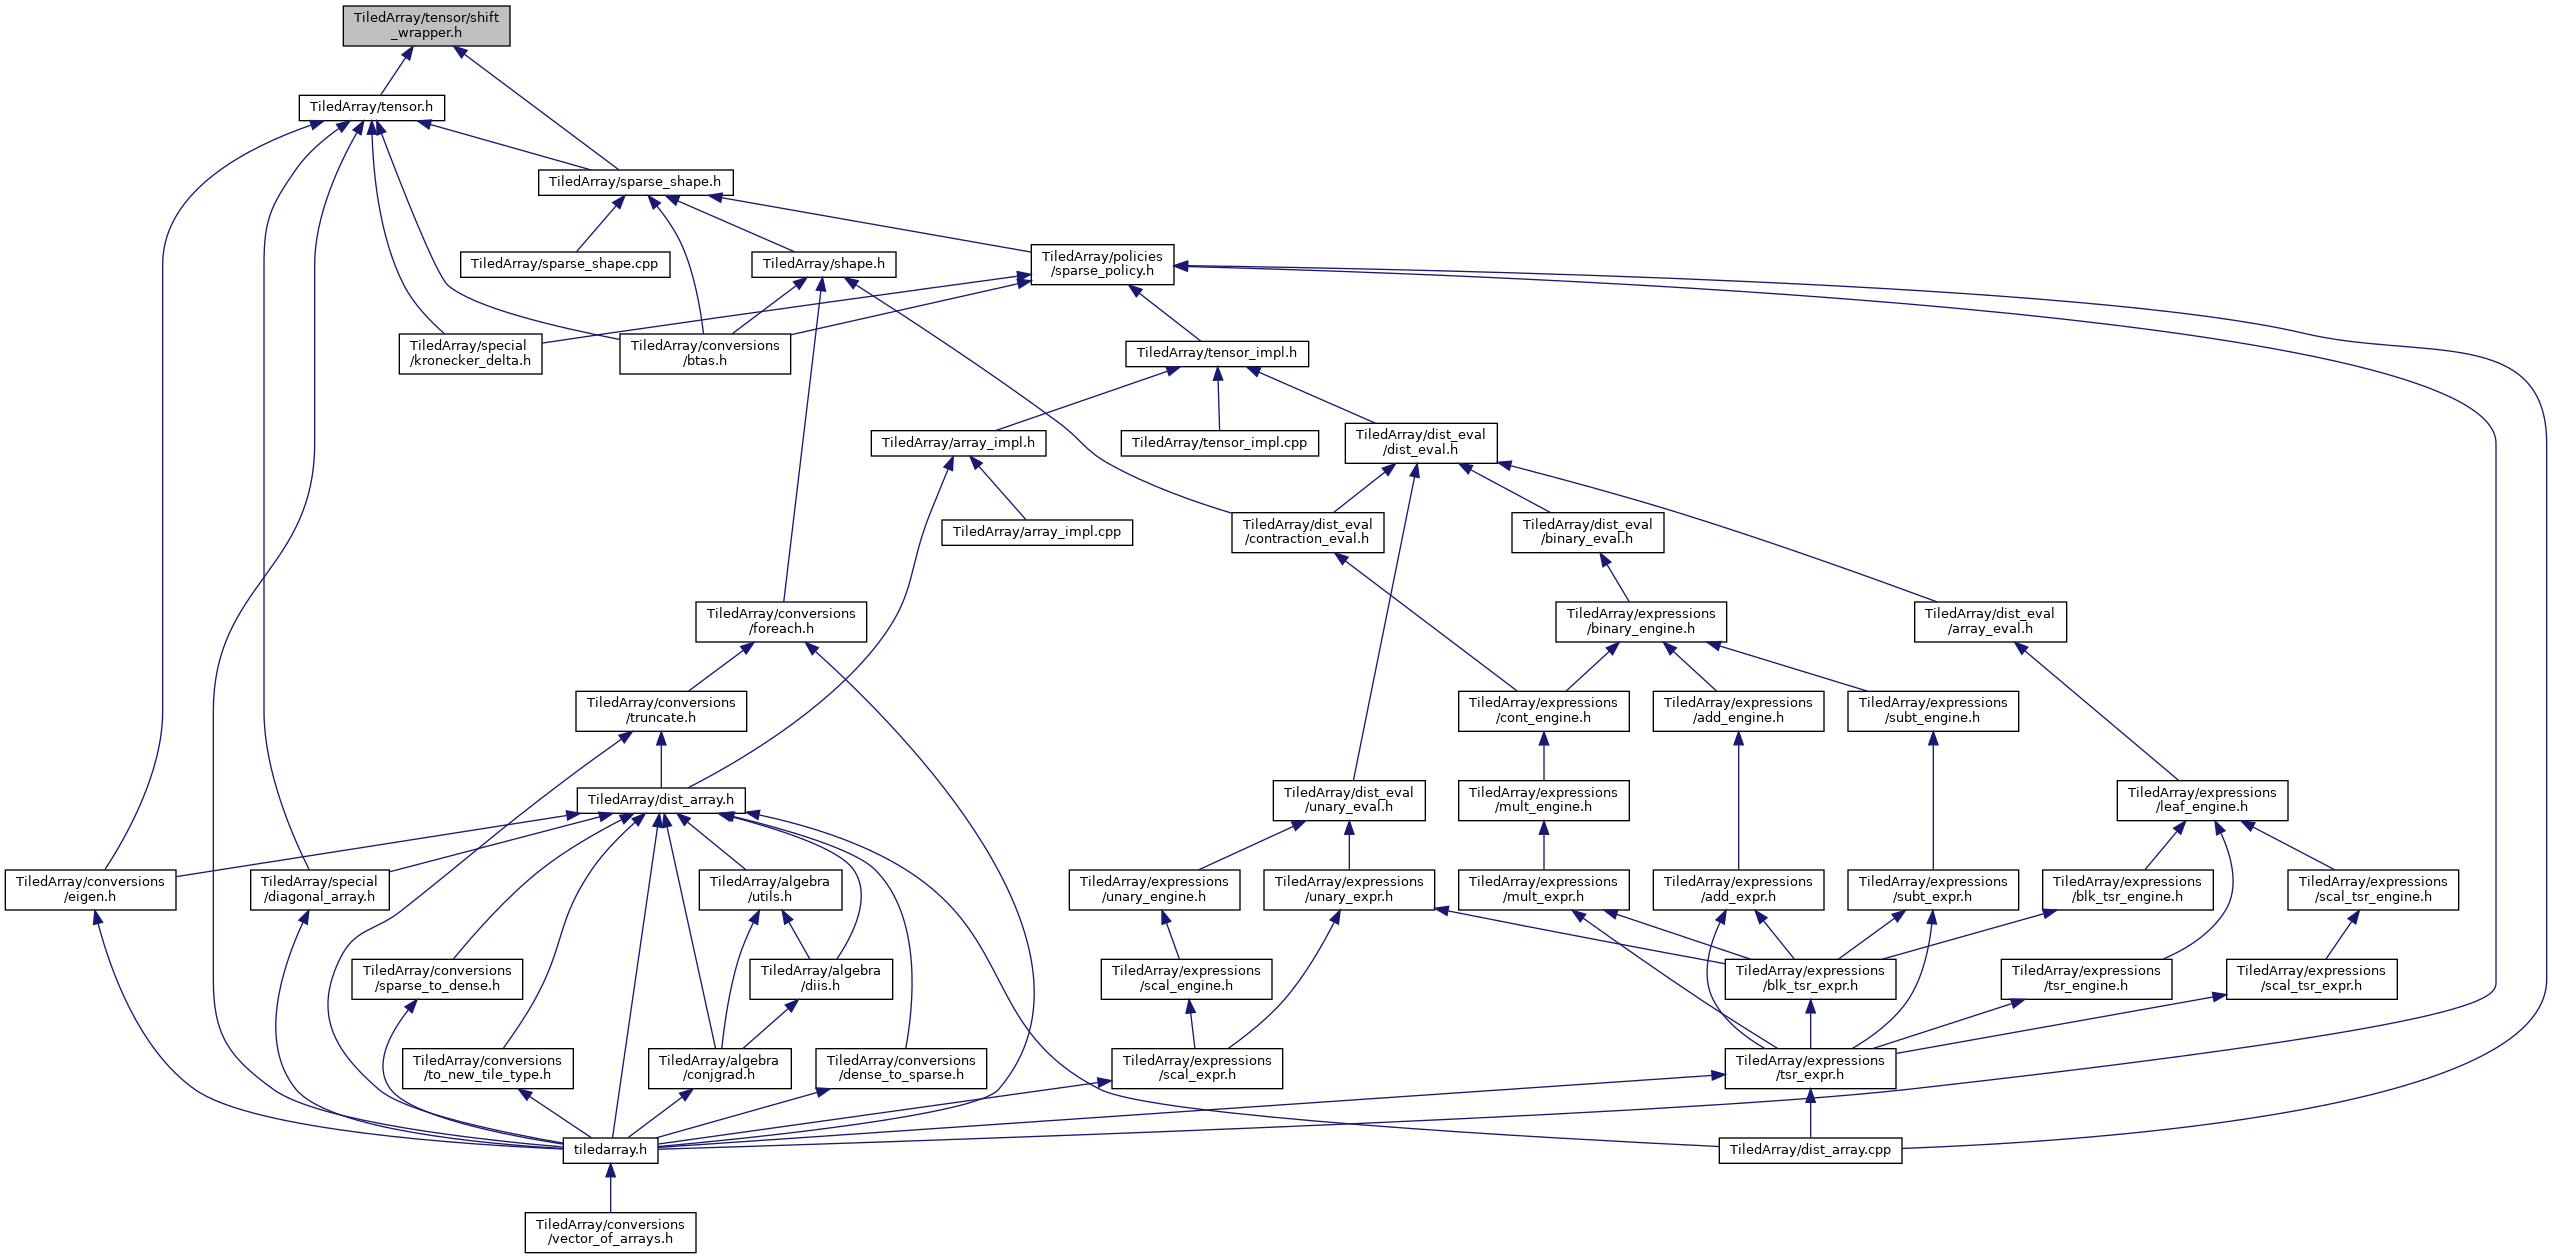 TiledArray/tensor/shift
_wrapper.h
TiledArray/tensor.h
TiledArray/sparse_shape.h
TiledArray/sparse_shape.cpp
TiledArray/shape.h
TiledArray/policies
/sparse_policy.h
TiledArray/special
/kronecker_delta.h
TiledArray/conversions
/btas.h
TiledArray/tensor_impl.h
TiledArray/array_impl.h
TiledArray/tensor_impl.cpp
TiledArray/dist_eval
/dist_eval.h
TiledArray/array_impl.cpp
TiledArray/dist_eval
/contraction_eval.h
TiledArray/dist_eval
/binary_eval.h
TiledArray/conversions
/foreach.h
TiledArray/expressions
/binary_engine.h
TiledArray/dist_eval
/array_eval.h
TiledArray/conversions
/truncate.h
TiledArray/expressions
/cont_engine.h
TiledArray/expressions
/add_engine.h
TiledArray/expressions
/subt_engine.h
TiledArray/dist_array.h
TiledArray/dist_eval
/unary_eval.h
TiledArray/expressions
/mult_engine.h
TiledArray/expressions
/leaf_engine.h
TiledArray/conversions
/eigen.h
TiledArray/special
/diagonal_array.h
TiledArray/algebra
/utils.h
TiledArray/expressions
/unary_engine.h
TiledArray/expressions
/unary_expr.h
TiledArray/expressions
/mult_expr.h
TiledArray/expressions
/add_expr.h
TiledArray/expressions
/subt_expr.h
TiledArray/expressions
/blk_tsr_engine.h
TiledArray/expressions
/scal_tsr_engine.h
TiledArray/conversions
/sparse_to_dense.h
TiledArray/algebra
/diis.h
TiledArray/expressions
/scal_engine.h
TiledArray/expressions
/blk_tsr_expr.h
TiledArray/expressions
/tsr_engine.h
TiledArray/expressions
/scal_tsr_expr.h
TiledArray/conversions
/to_new_tile_type.h
TiledArray/algebra
/conjgrad.h
TiledArray/conversions
/dense_to_sparse.h
TiledArray/expressions
/scal_expr.h
TiledArray/expressions
/tsr_expr.h
tiledarray.h
TiledArray/dist_array.cpp
TiledArray/conversions
/vector_of_arrays.h